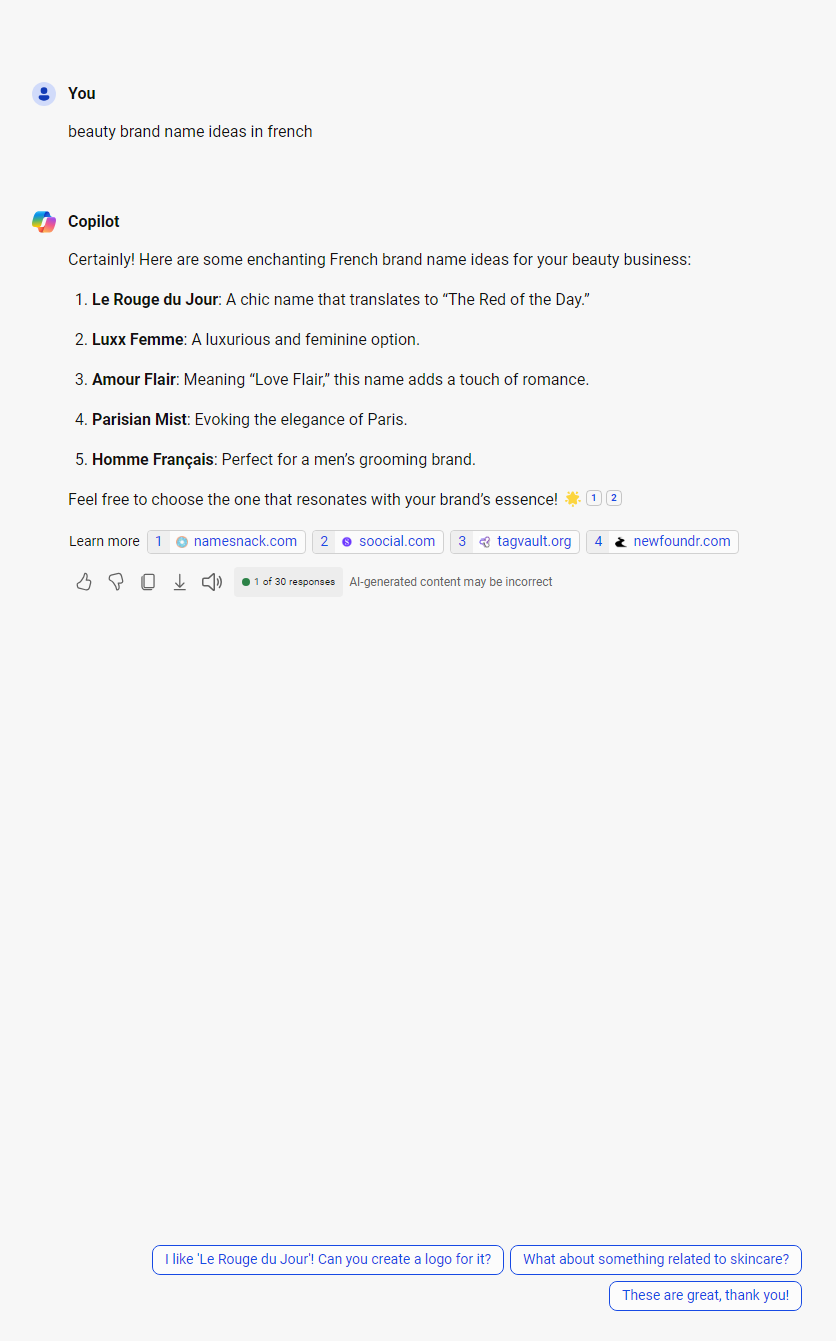 You
beauty brand name ideas in french
Copilot
Certainly! Here are some enchanting French brand name ideas for your beauty business:
1. Le Rouge du Jour: A chic name that translates to “The Red of the Day.”
2. Luxx Femme: A luxurious and feminine option.
3. Amour Flair: Meaning “Love Flair,” this name adds a touch of romance.
4. Parisian Mist: Evoking the elegance of Paris.
5. Homme Français: Perfect for a men’s grooming brand.
Feel free to choose the one that resonates with your brand’s essence! 🌟 1 2
Learn more 1 namesnack.com 2 soocial.com 3 tagvault.org 4 newfoundr.com
1 of 30 responses AI-generated content may be incorrect
I like 'Le Rouge du Jour'! Can you create a logo for it? What about something related to skincare?
These are great, thank you!